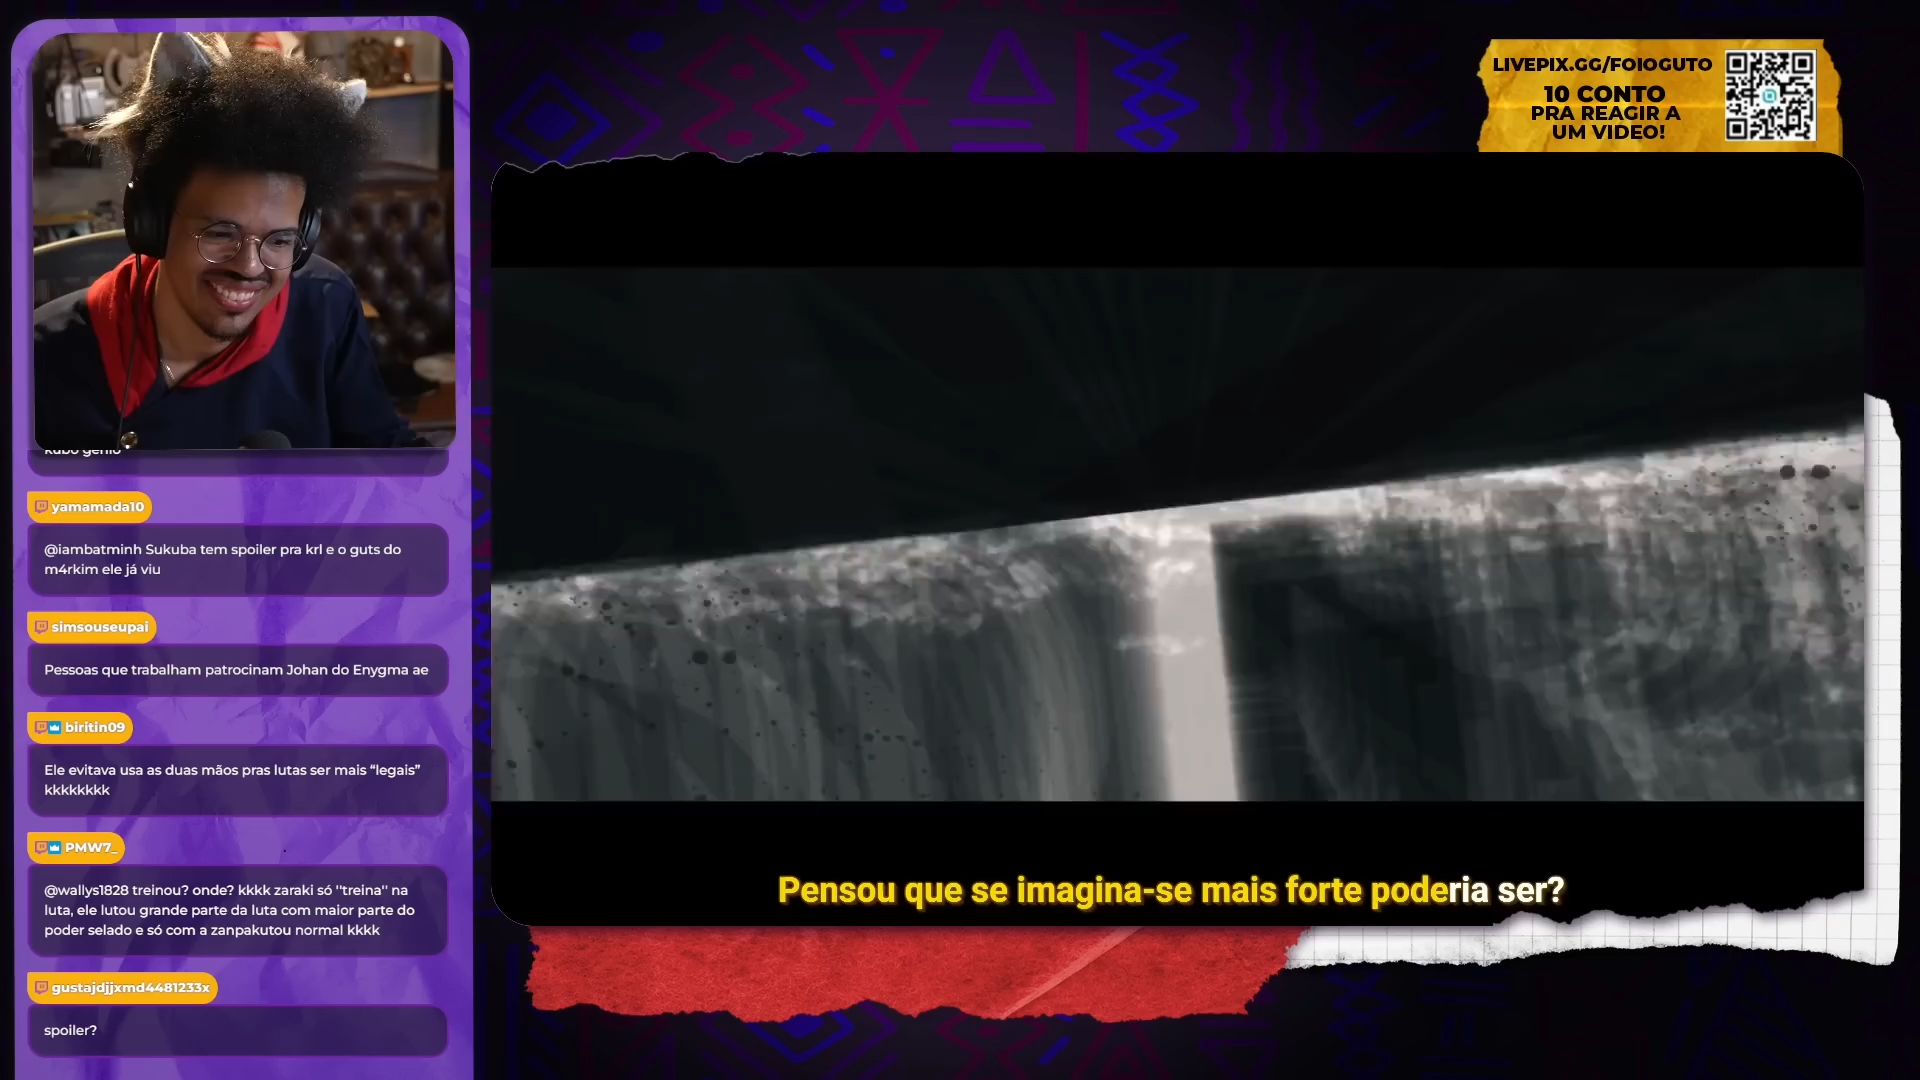 LIVEPIX.GG/FOIOGUTO
10 CONTO
PRA REAGIR A
UM VIDEO!
kubo gênio
yamamada10
@iambatminh Sukuba tem spoiler pra krl e o guts do
m4rkim ele já viu
simsouseupai
Pessoas que trabalham patrocinam Johan do Enygma ae
biritin09
Ele evitava usa as duas mãos pras lutas ser mais “legais”
kkkkkkkk
PMW7_
@wallys1828 treinou? onde? kkkk zaraki só ''treina'' na
luta, ele lutou grande parte da luta com maior parte do
poder selado e só com a zanpakutou normal kkkk
gustajdjjxmd4481233x
spoiler?
Pensou que se imagina-se mais forte poderia ser?